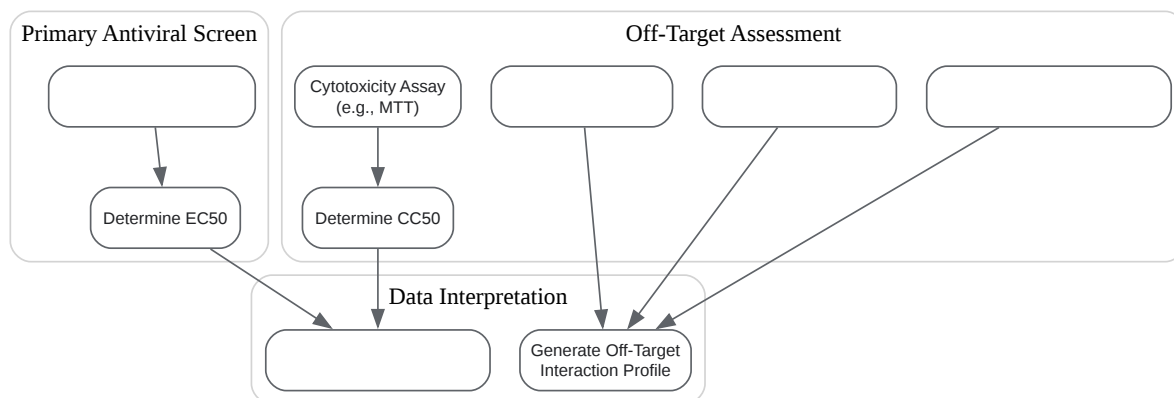 Primary Antiviral Screen
Off-Target Assessment
Cytotoxicity Assay
(e.g., MTT)
Determine EC50
Determine CC50
Data Interpretation
Generate Off-Target
Interaction Profile